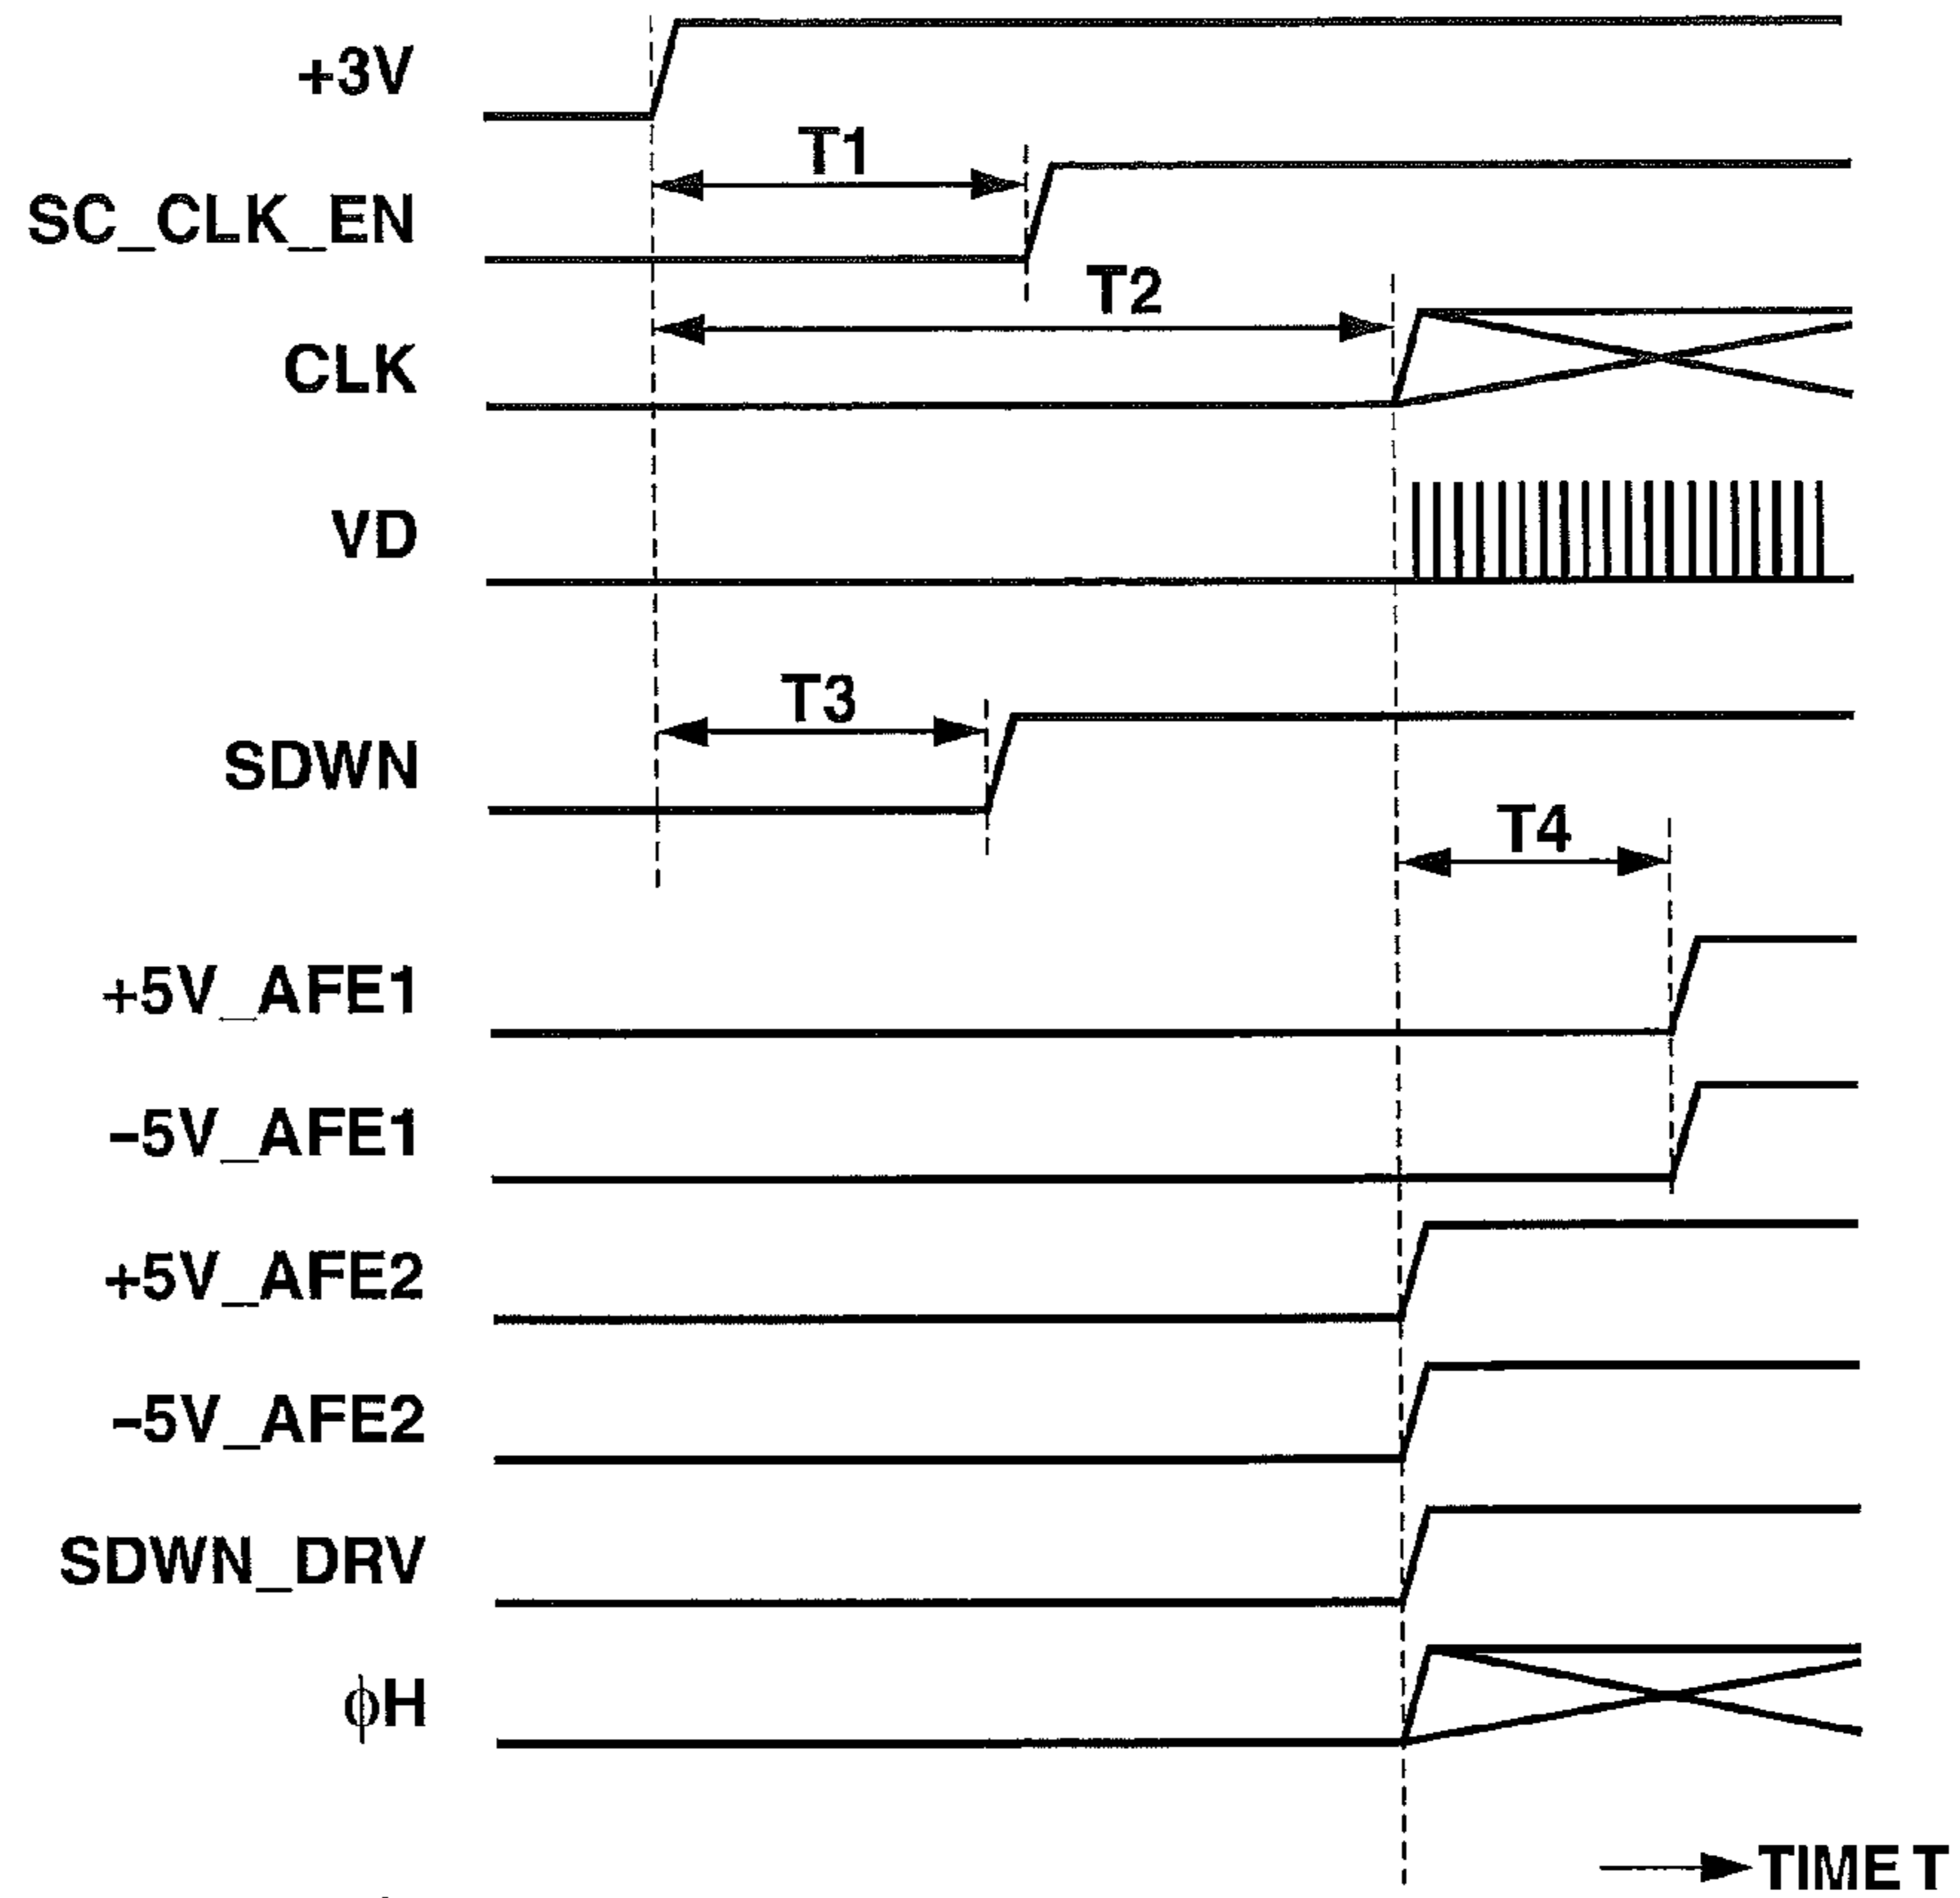 +3V
T1
SC_CLK_EN
T2
CLK
VD
T3
SDWN
T4
+5V_AFE1
-5V_AFE1
+5V_AFE2
-5V_AFE2
SDWN_DRV
ϕH
TIME T